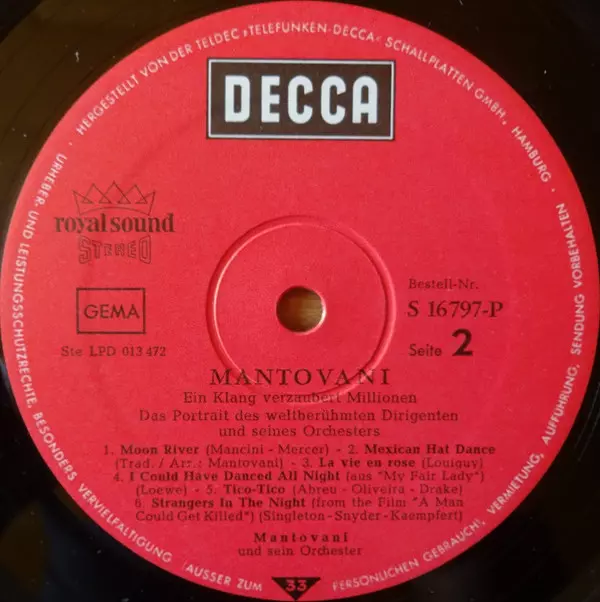 · HERGESTELLT VON DER TELDEC »TELEFUNKEN-DECCA« SCHALLPLATTEN GMBH., HAMBURG ·
URHEBER- UND LEISTUNGSSCHUTZRECHTE, BESONDERS VERVIELFÄLTIGUNG (AUSSER ZUM PERSÖNLICHEN GEBRAUCH), VERMIETUNG, AUFFÜHRUNG, SENDUNG VORBEHALTEN
DECCA
royal sound
STEREO
GEMA
Ste LPD 013 472
Bestell-Nr.
S 16 797-P
Seite 2
MANTOVANI
Ein Klang verzaubert Millionen
Das Portrait des weltberühmten Dirigenten
und seines Orchesters
1. Moon River (Mancini - Mercer) - 2. Mexican Hat Dance
(Trad. / Arr.: Mantovani) - 3. La vie en rose (Louiguy)
4. I Could Have Danced All Night (aus "My Fair Lady")
(Loewe) - 5. Tico-Tico (Abreu - Oliveira - Drake)
6. Strangers In The Night (from the Film "A Man
Could Get Killed") (Singleton-Snyder-Kaempfert)
Mantovani
und sein Orchester
33